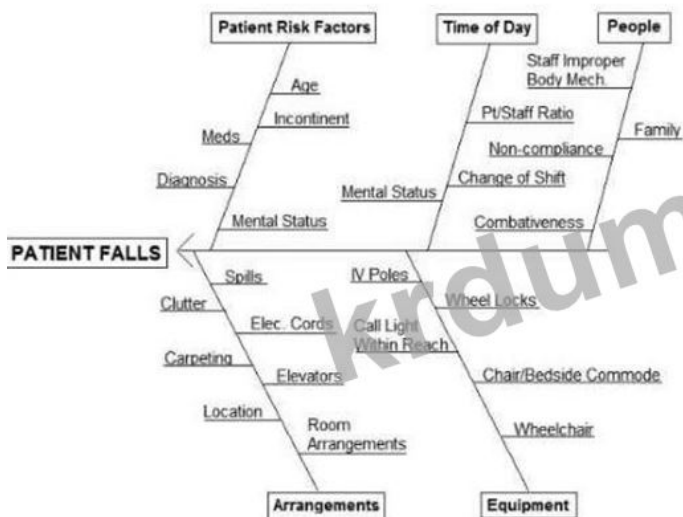 Patient Risk Factors
Time of Day
People
Staff Improper
Body Mech.
Age
Pt/Staff Ratio
Incontinent
Family
Meds
Non-compliance
Diagnosis
Change of Shift
Mental Status
Mental Status
Combativeness
PATIENT FALLS
Spills
IV Poles
Clutter
Wheel Locks
Elec. Cords
Call Light
Within Reach
Carpeting
Elevators
Chair/Bedside Commode
Location
Room
Arrangements
Wheelchair
Arrangements
Equipment
krdum